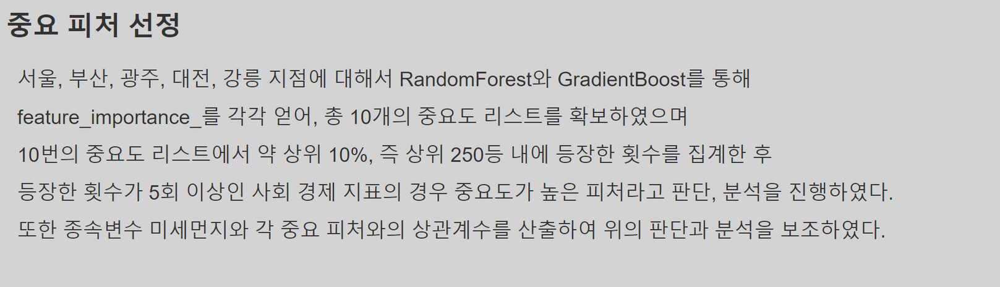 중요 피처 선정
서울, 부산, 광주, 대전, 강릉 지점에 대해서 RandomForest와 GradientBoost를 통해
feature_importance_를 각각 얻어, 총 10개의 중요도 리스트를 확보하였으며
10번의 중요도 리스트에서 약 상위 10%, 즉 상위 250등 내에 등장한 횟수를 집계한 후
등장한 횟수가 5회 이상인 사회 경제 지표의 경우 중요도가 높은 피처라고 판단, 분석을 진행하였다.
또한 종속변수 미세먼지와 각 중요 피처와의 상관계수를 산출하여 위의 판단과 분석을 보조하였다.